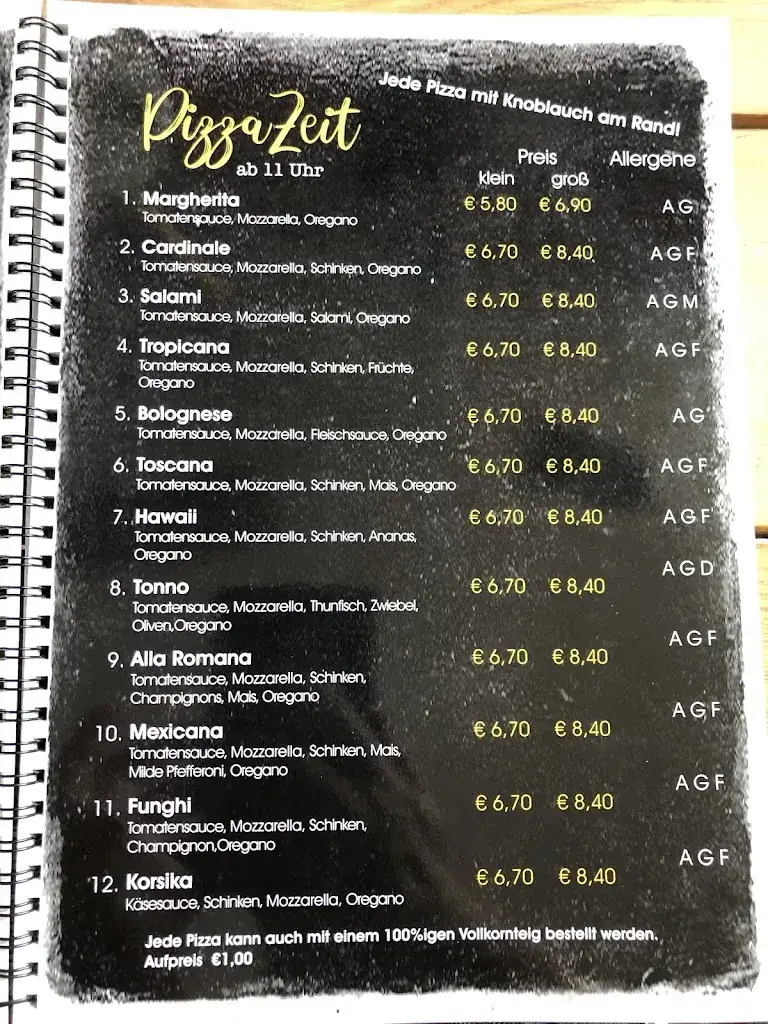 Jede Pizza mit Knoblauch am Rand!
PizzaZeit
ab 11 Uhr
Preis Allergene
klein groß
1. Margherita € 5,80 € 6,90 A G
Tomatensauce, Mozzarella, Oregano
2. Cardinale € 6,70 € 8,40 A G F
Tomatensauce, Mozzarella, Schinken, Oregano
3. Salami € 6,70 € 8,40 A G M
Tomatensauce, Mozzarella, Salami, Oregano
4. Tropicana € 6,70 € 8,40 A G F
Tomatensauce, Mozzarella, Schinken, Früchte,
Oregano
5. Bolognese € 6,70 € 8,40 A G
Tomatensauce, Mozzarella, Fleischsauce, Oregano
6. Toscana € 6,70 € 8,40 A G F
Tomatensauce, Mozzarella, Schinken, Mais, Oregano
7. Hawaii € 6,70 € 8,40 A G F
Tomatensauce, Mozzarella, Schinken, Ananas,
Oregano
A G D
8. Tonno € 6,70 € 8,40
Tomatensauce, Mozzarella, Thunfisch, Zwiebel,
Oliven,Oregano
A G F
9. Alla Romana € 6,70 € 8,40
Tomatensauce, Mozzarella, Schinken,
Champignons, Mais, Oregano
A G F
10. Mexicana € 6,70 € 8,40
Tomatensauce, Mozzarella, Schinken, Mais,
Milde Pfefferoni, Oregano
A G F
11. Funghi € 6,70 € 8,40
Tomatensauce, Mozzarella, Schinken,
Champignon,Oregano
A G F
12. Korsika € 6,70 € 8,40
Käsesauce, Schinken, Mozzarella, Oregano
Jede Pizza kann auch mit einem 100%igen Vollkornteig bestellt werden.
Aufpreis €1,00